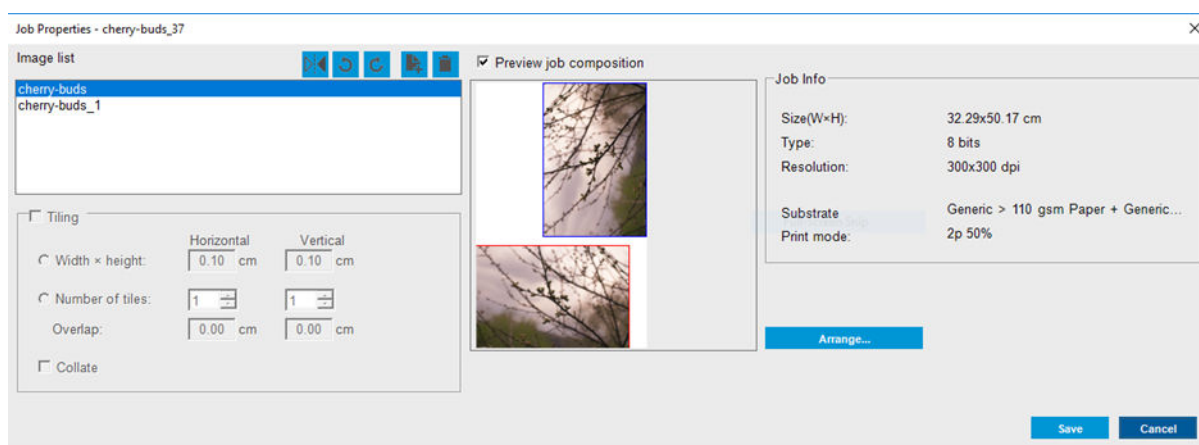 Job Properties - cherry-buds_37
Image list
cherry-buds
cherry-buds_1
Tiling
Horizontal Vertical
Width × height: 0.10 cm 0.10 cm
Number of tiles: 1 1
Overlap: 0.00 cm 0.00 cm
Collate
Preview job composition
Job Info
Size(W×H): 32.29x50.17 cm
Type: 8 bits
Resolution: 300x300 dpi
Substrate Generic > 110 gsm Paper + Generic...
Print mode: 2p 50%
Arrange...
Save Cancel